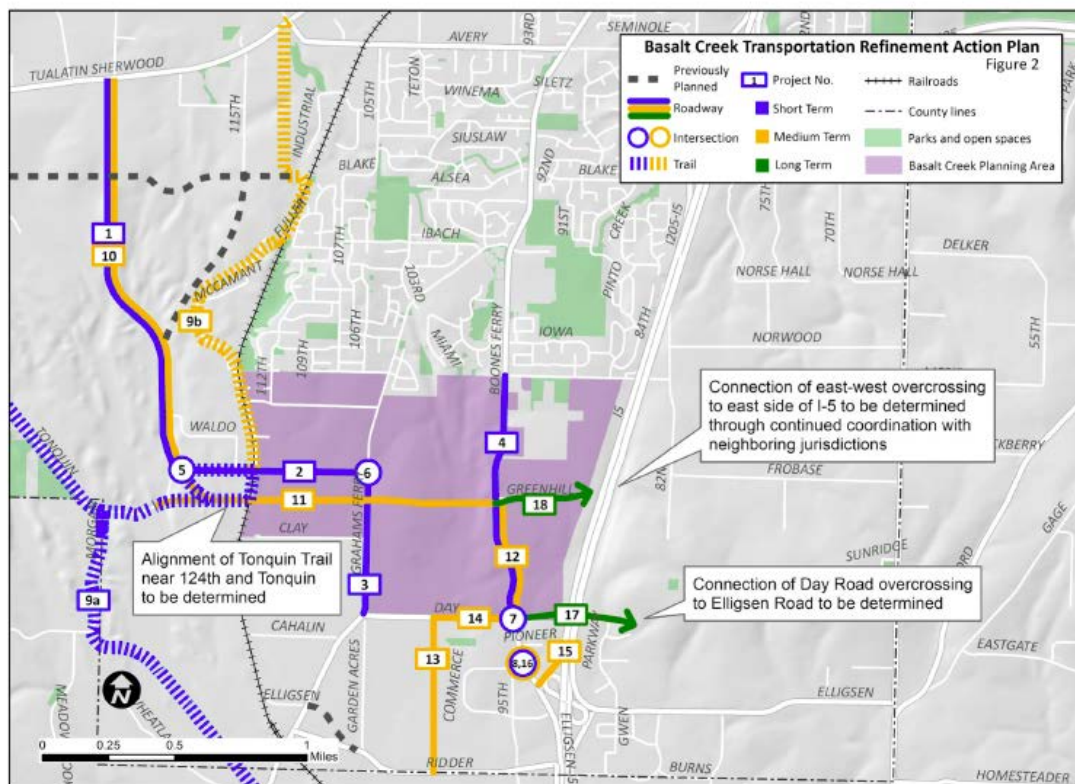 Basalt Creek Transportation Refinement Action Plan
Figure 2
Previously Planned
1 Project No.
Railroads
Roadway
Short Term
County lines
Intersection
Medium Term
Parks and open spaces
Trail
Long Term
Basalt Creek Planning Area
SEMINOLE
AVERY
93RD
TUALATIN SHERWOOD
TETON
SILETZ
WINEMA
115TH
INDUSTRIAL
105TH
SIUSLAW
92ND
BLAKE
BLAKE
ALSEA
91ST
CREEK
I205-I5
75TH
70TH
FULLER
107TH
IBACH
PINTO
DELKER
1
10
MCCAMANT
103RD
NORSE HALL
NORSE HALL
9b
106TH
IOWA
84TH
NORWOOD
55TH
109TH
MIAMI
BOONES FERRY
112TH
I5
Connection of east-west overcrossing
to east side of I-5 to be determined
through continued coordination with
neighboring jurisdictions
WALDO
TONQUIN
4
5
2
6
82ND
FROBASE
GREENHILL
11
18
GRAHAMS FERRY
CLAY
GAGE
12
SUNRIDGE
Alignment of Tonquin Trail
near 124th and Tonquin
to be determined
3
Connection of Day Road overcrossing
to Elligsen Road to be determined
9a
DAY
14
7
17
CAHALIN
PIONEER
PARKWAY
EASTGATE
13
8,16
15
N
GARDEN ACRES
COMMERCE
95TH
ELLIGSEN
ELLIGSEN
GWEN
0 0.25 0.5 1
Miles
RIDDER
BURNS
HOMESTEADER